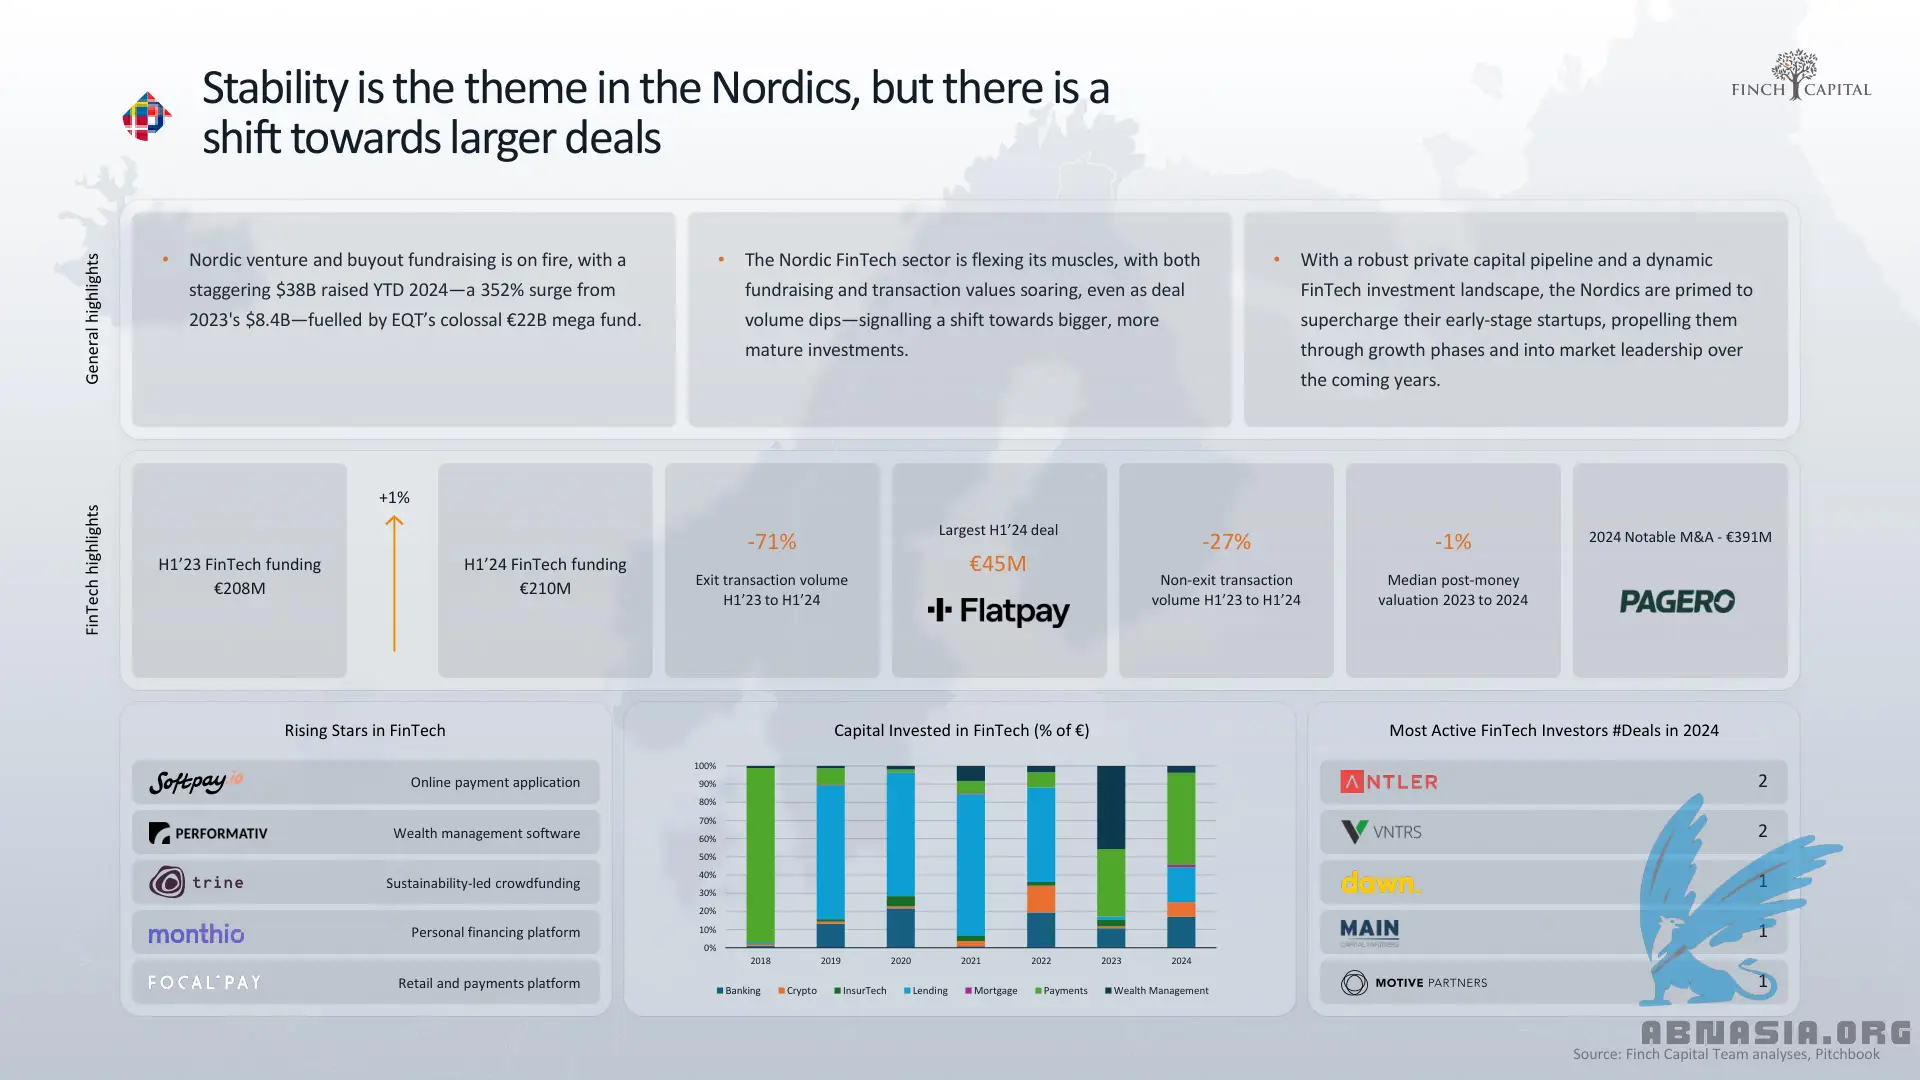 Stability is the theme in the Nordics, but there is a
shift towards larger deals
FINCH CAPITAL
General highlights
• Nordic venture and buyout fundraising is on fire, with a
staggering $38B raised YTD 2024—a 352% surge from
2023's $8.4B—fuelled by EQT’s colossal €22B mega fund.
• The Nordic FinTech sector is flexing its muscles, with both
fundraising and transaction values soaring, even as deal
volume dips—signalling a shift towards bigger, more
mature investments.
• With a robust private capital pipeline and a dynamic
FinTech investment landscape, the Nordics are primed to
supercharge their early-stage startups, propelling them
through growth phases and into market leadership over
the coming years.
FinTech highlights
H1’23 FinTech funding
€208M
+1%
H1’24 FinTech funding
€210M
-71%
Exit transaction volume
H1’23 to H1’24
Largest H1’24 deal
€45M
Flatpay
-27%
Non-exit transaction
volume H1’23 to H1’24
-1%
Median post-money
valuation 2023 to 2024
2024 Notable M&A - €391M
PAGERO
Rising Stars in FinTech
Softpay.io Online payment application
PERFORMATIV Wealth management software
trine Sustainability-led crowdfunding
monthio Personal financing platform
FOCALPAY Retail and payments platform
Capital Invested in FinTech (% of €)
100%
90%
80%
70%
60%
50%
40%
30%
20%
10%
0%
2018 2019 2020 2021 2022 2023 2024
Banking Crypto InsurTech Lending Mortgage Payments Wealth Management
Most Active FinTech Investors #Deals in 2024
ANTLER 2
VNTRS 2
dawn. 1
MAIN 1
CAPITAL PARTNERS
MOTIVE PARTNERS 1
ABNASIA.ORG
Source: Finch Capital Team analyses, Pitchbook